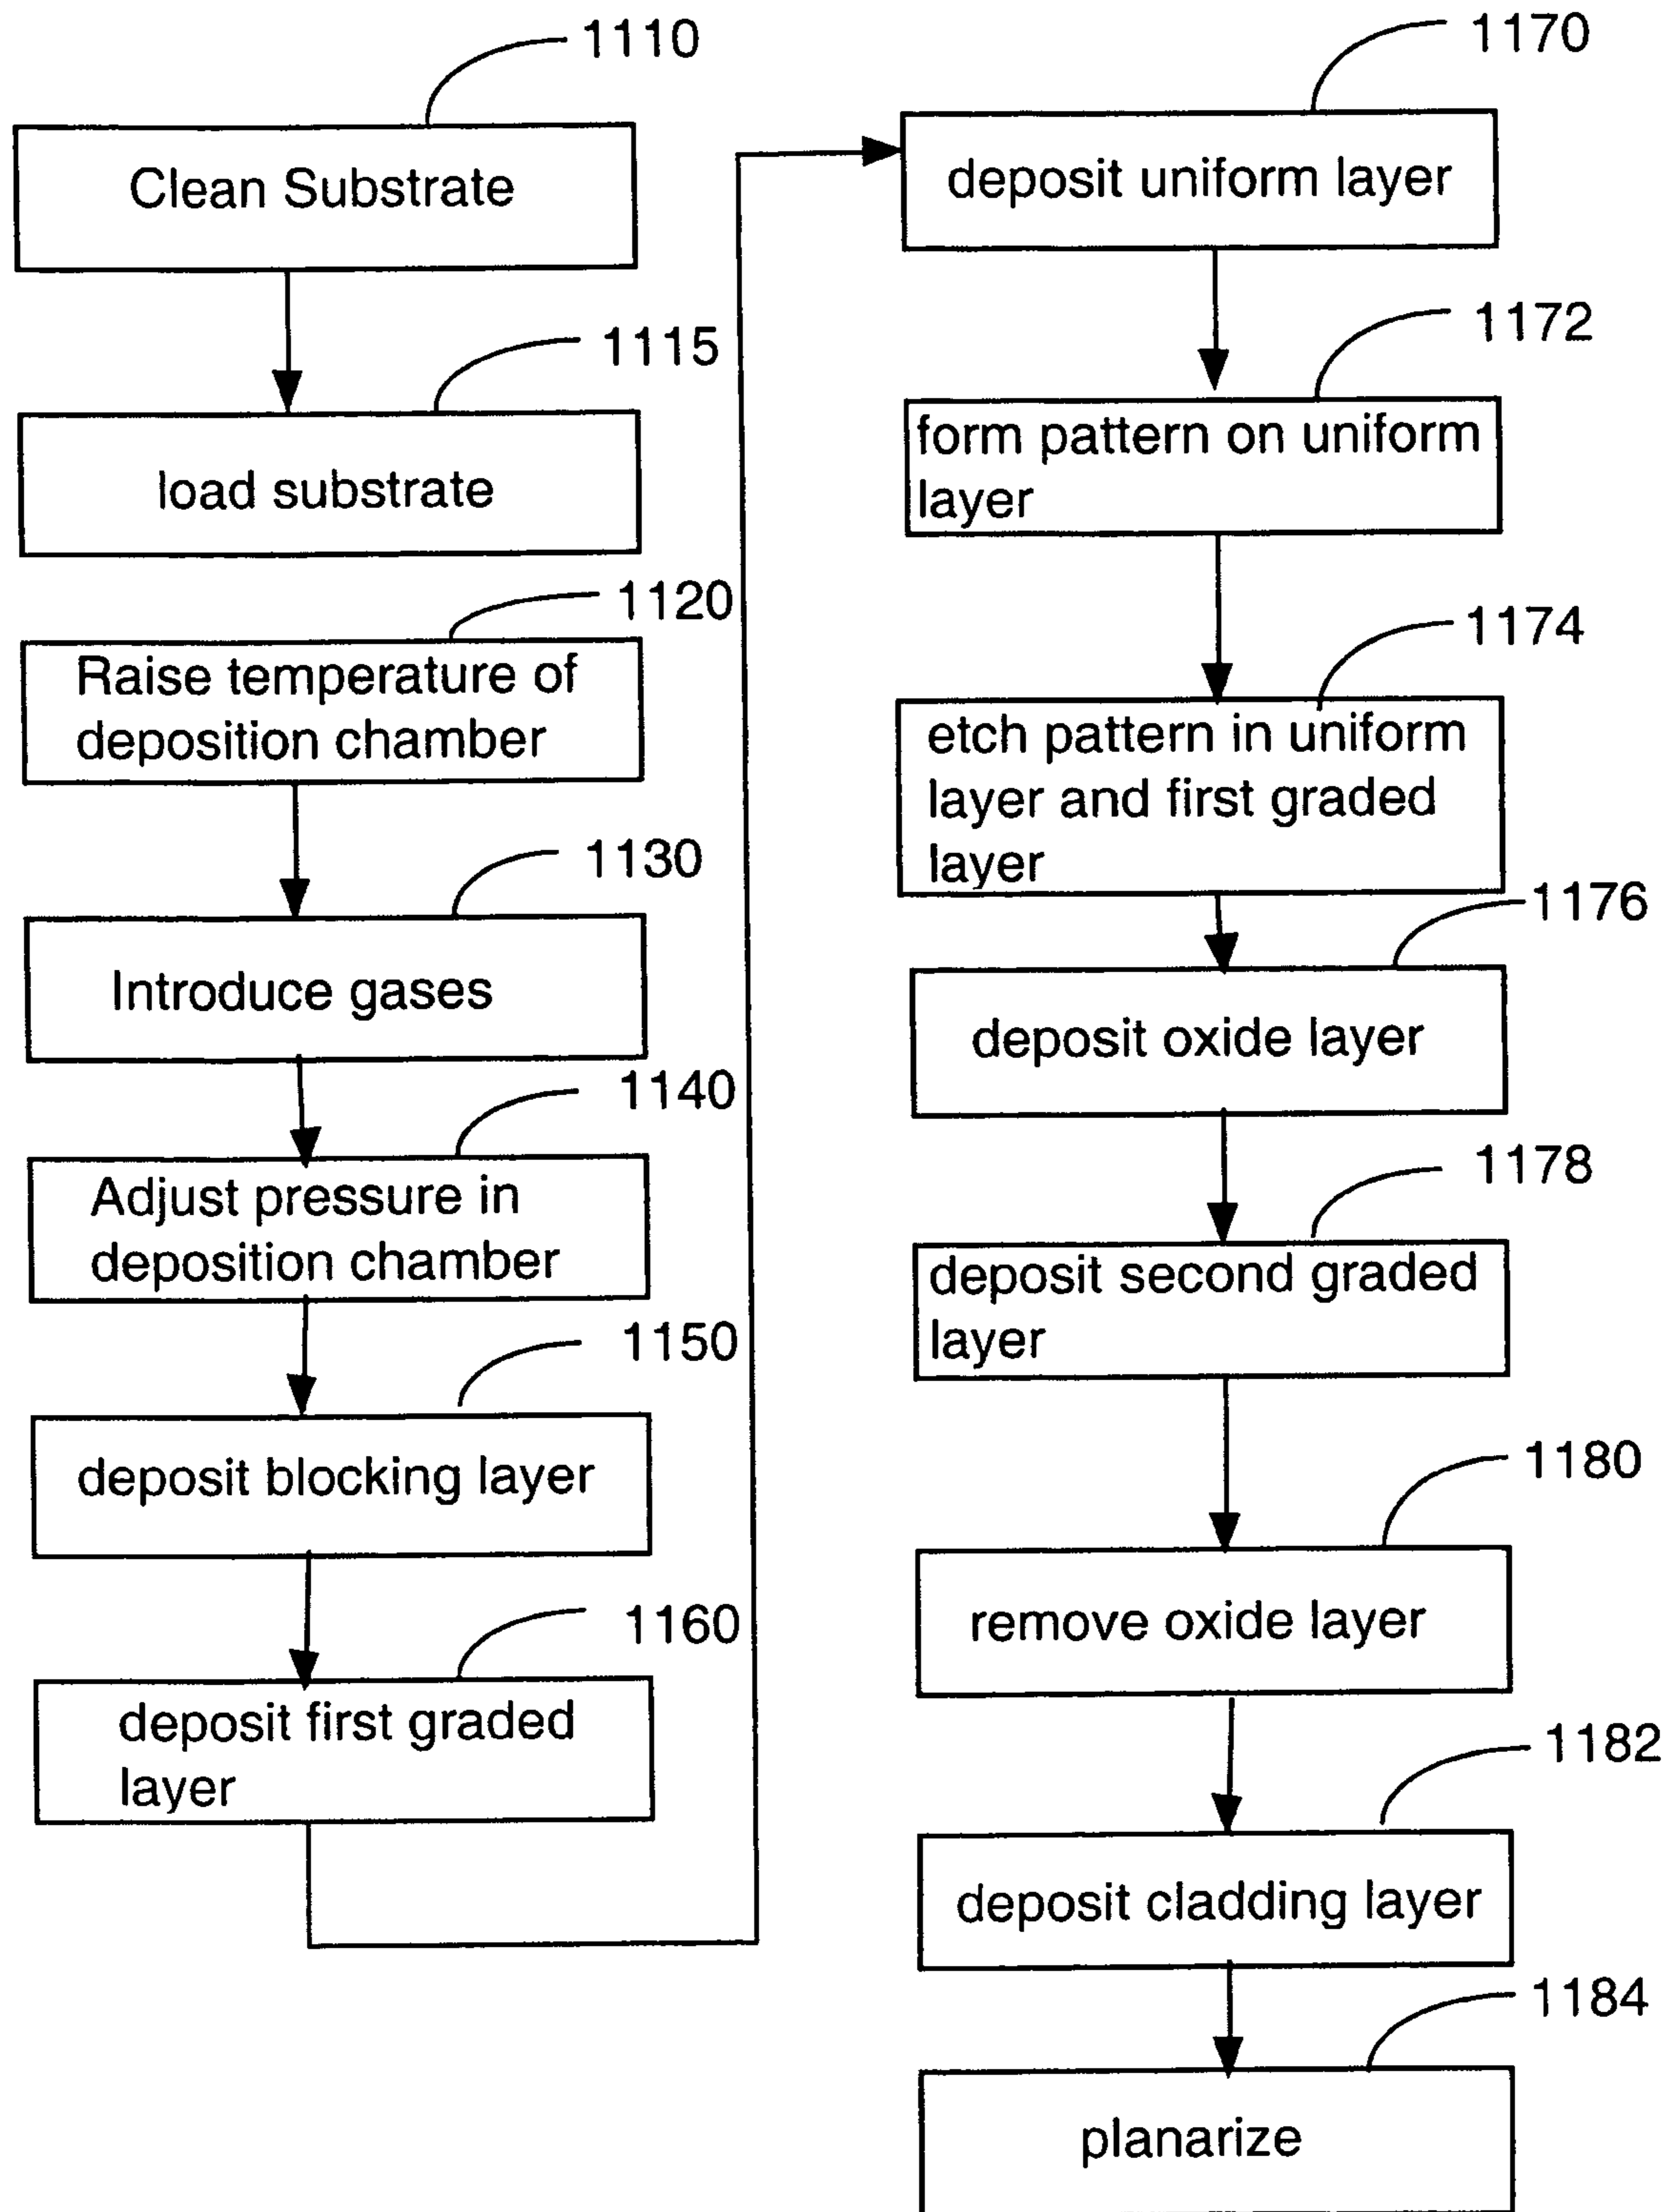 1110
Clean Substrate
1115
load substrate
1120
Raise temperature of
deposition chamber
1130
Introduce gases
1140
Adjust pressure in
deposition chamber
1150
deposit blocking layer
1160
deposit first graded
layer
1170
deposit uniform layer
1172
form pattern on uniform
layer
1174
etch pattern in uniform
layer and first graded
layer
1176
deposit oxide layer
1178
deposit second graded
layer
1180
remove oxide layer
1182
deposit cladding layer
1184
planarize